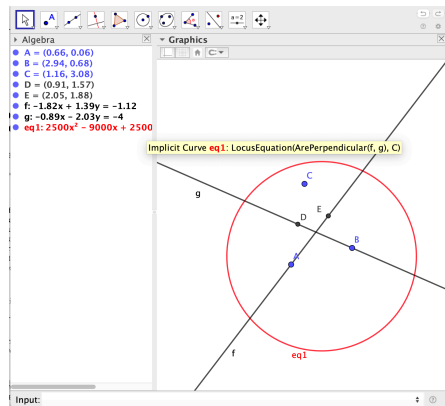 a=2
Algebra
Graphics
A = (0.66, 0.06)
B = (2.94, 0.68)
C = (1.16, 3.08)
D = (0.91, 1.57)
E = (2.05, 1.88)
f: −1.82x + 1.39y = −1.12
g: −0.89x − 2.03y = −4
eq1: 2500x² − 9000x + 2500
Implicit Curve eq1: LocusEquation(ArePerpendicular(f, g), C)
C
g
E
D
B
A
f
eq1
Input: